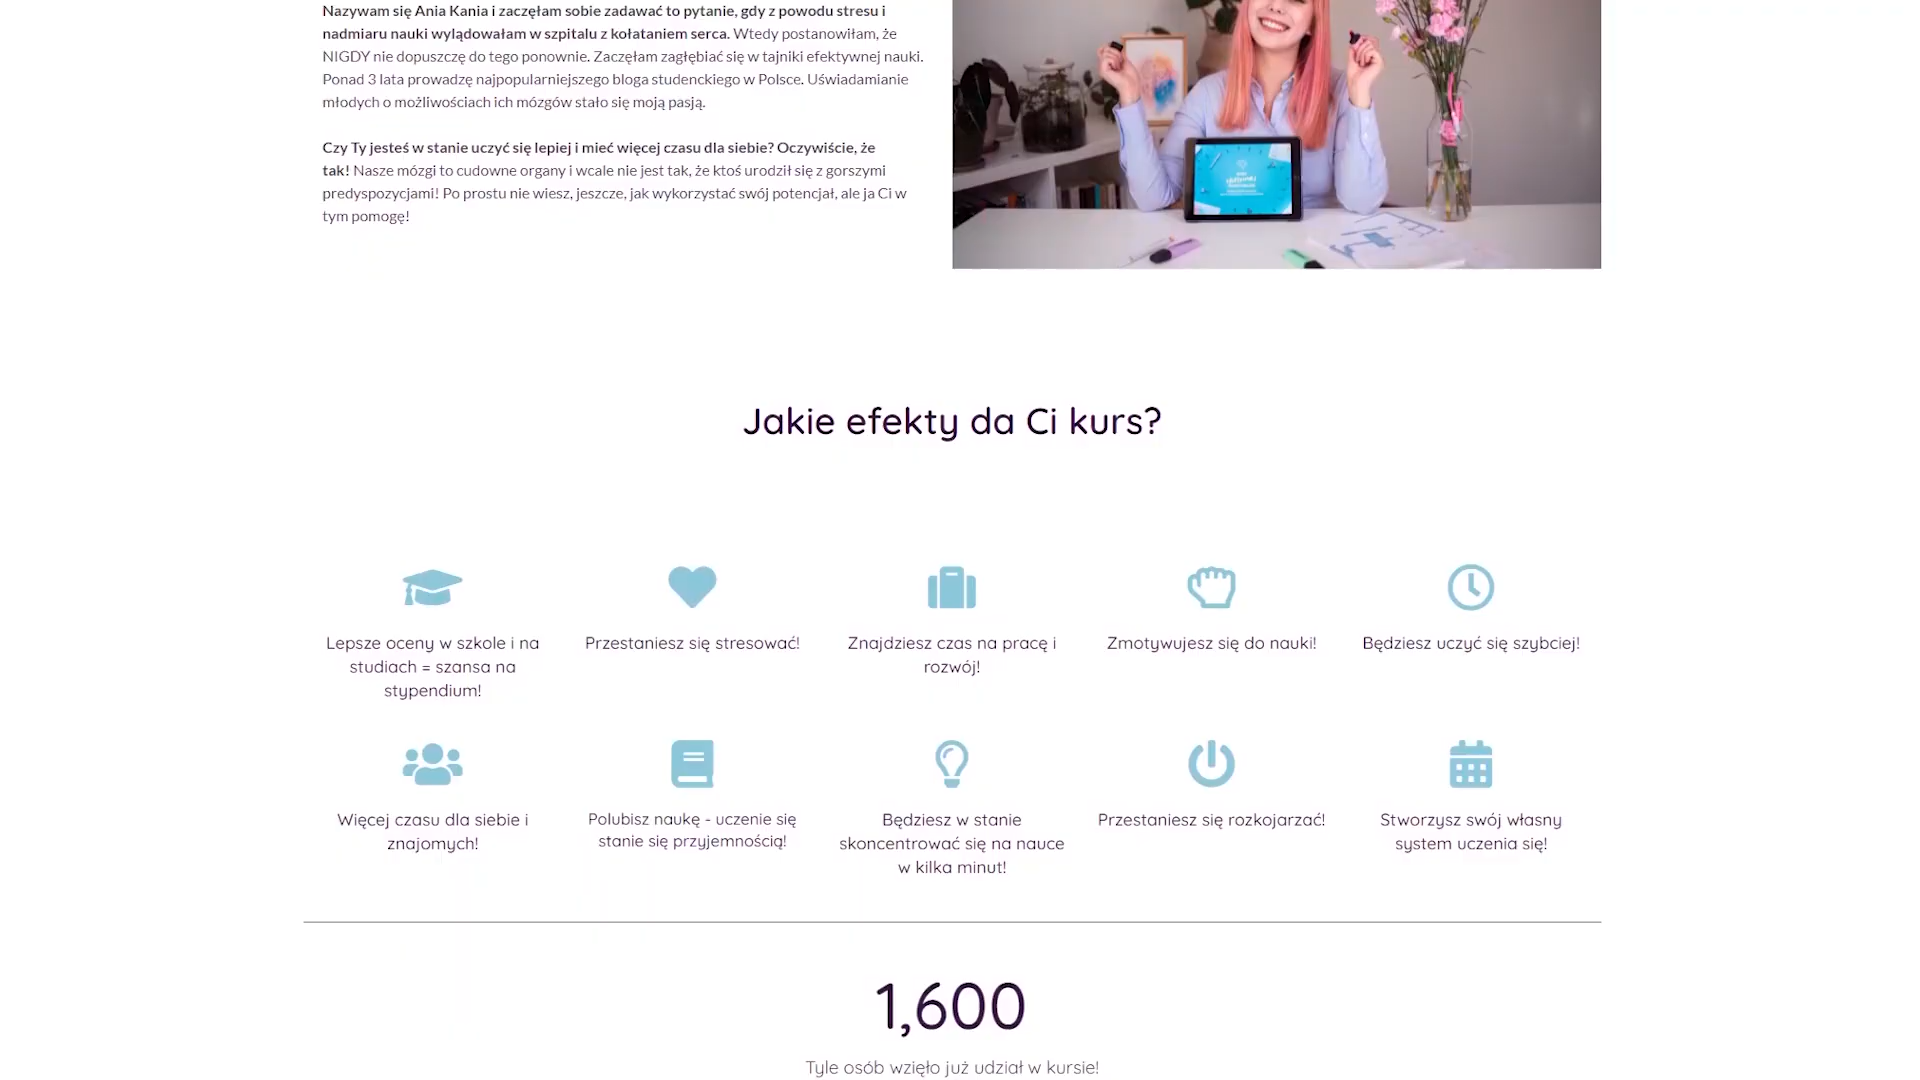 Nazywam się Ania Kania i zaczęłam sobie zadawać to pytanie, gdy z powodu stresu i
nadmiaru nauki wylądowałam w szpitalu z kołataniem serca. Wtedy postanowiłam, że
NIGDY nie dopuszczę do tego ponownie. Zaczęłam zagłębiać się w tajniki efektywnej nauki.
Ponad 3 lata prowadzę najpopularniejszego bloga studenckiego w Polsce. Uświadamianie
młodych o możliwościach ich mózgów stało się moją pasją.
Czy Ty jesteś w stanie uczyć się lepiej i mieć więcej czasu dla siebie? Oczywiście, że
tak! Nasze mózgi to cudowne organy i wcale nie jest tak, że ktoś urodził się z gorszymi
predyspozycjami! Po prostu nie wiesz, jeszcze, jak wykorzystać swój potencjał, ale ja Ci w
tym pomogę!
Jakie efekty da Ci kurs?
Lepsze oceny w szkole i na
studiach = szansa na
stypendium!
Przestaniesz się stresować!
Znajdziesz czas na pracę i
rozwój!
Zmotywujesz się do nauki!
Będziesz uczyć się szybciej!
Więcej czasu dla siebie i
znajomych!
Polubisz naukę - uczenie się
stanie się przyjemnością!
Będziesz w stanie
skoncentrować się na nauce
w kilka minut!
Przestaniesz się rozkojarzać!
Stworzysz swój własny
system uczenia się!
1,600
Tyle osób wzięło już udział w kursie!